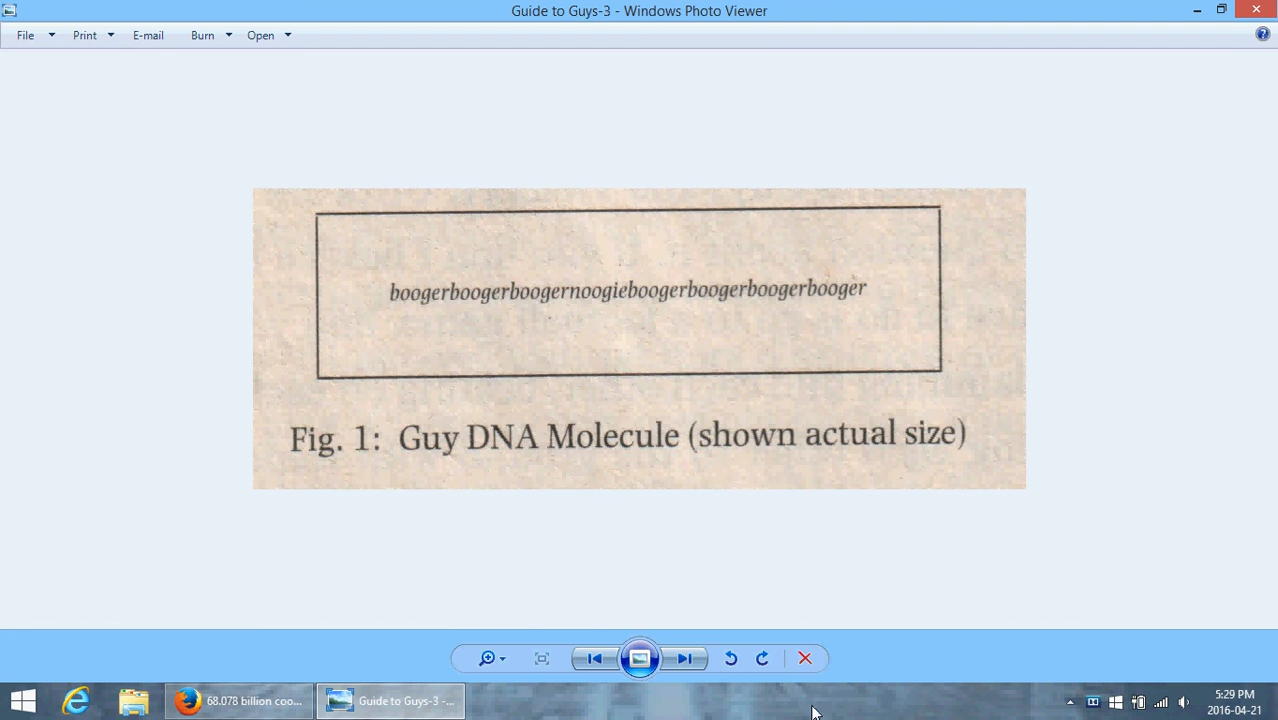 Guide to Guys-3 - Windows Photo Viewer
File Print E-mail Burn Open
boogerboogerboogernoogieboogerboogerboogerbooger
Fig. 1: Guy DNA Molecule (shown actual size)
68.078 billion coo... Guide to Guys-3 -... 5:29 PM
2016-04-21